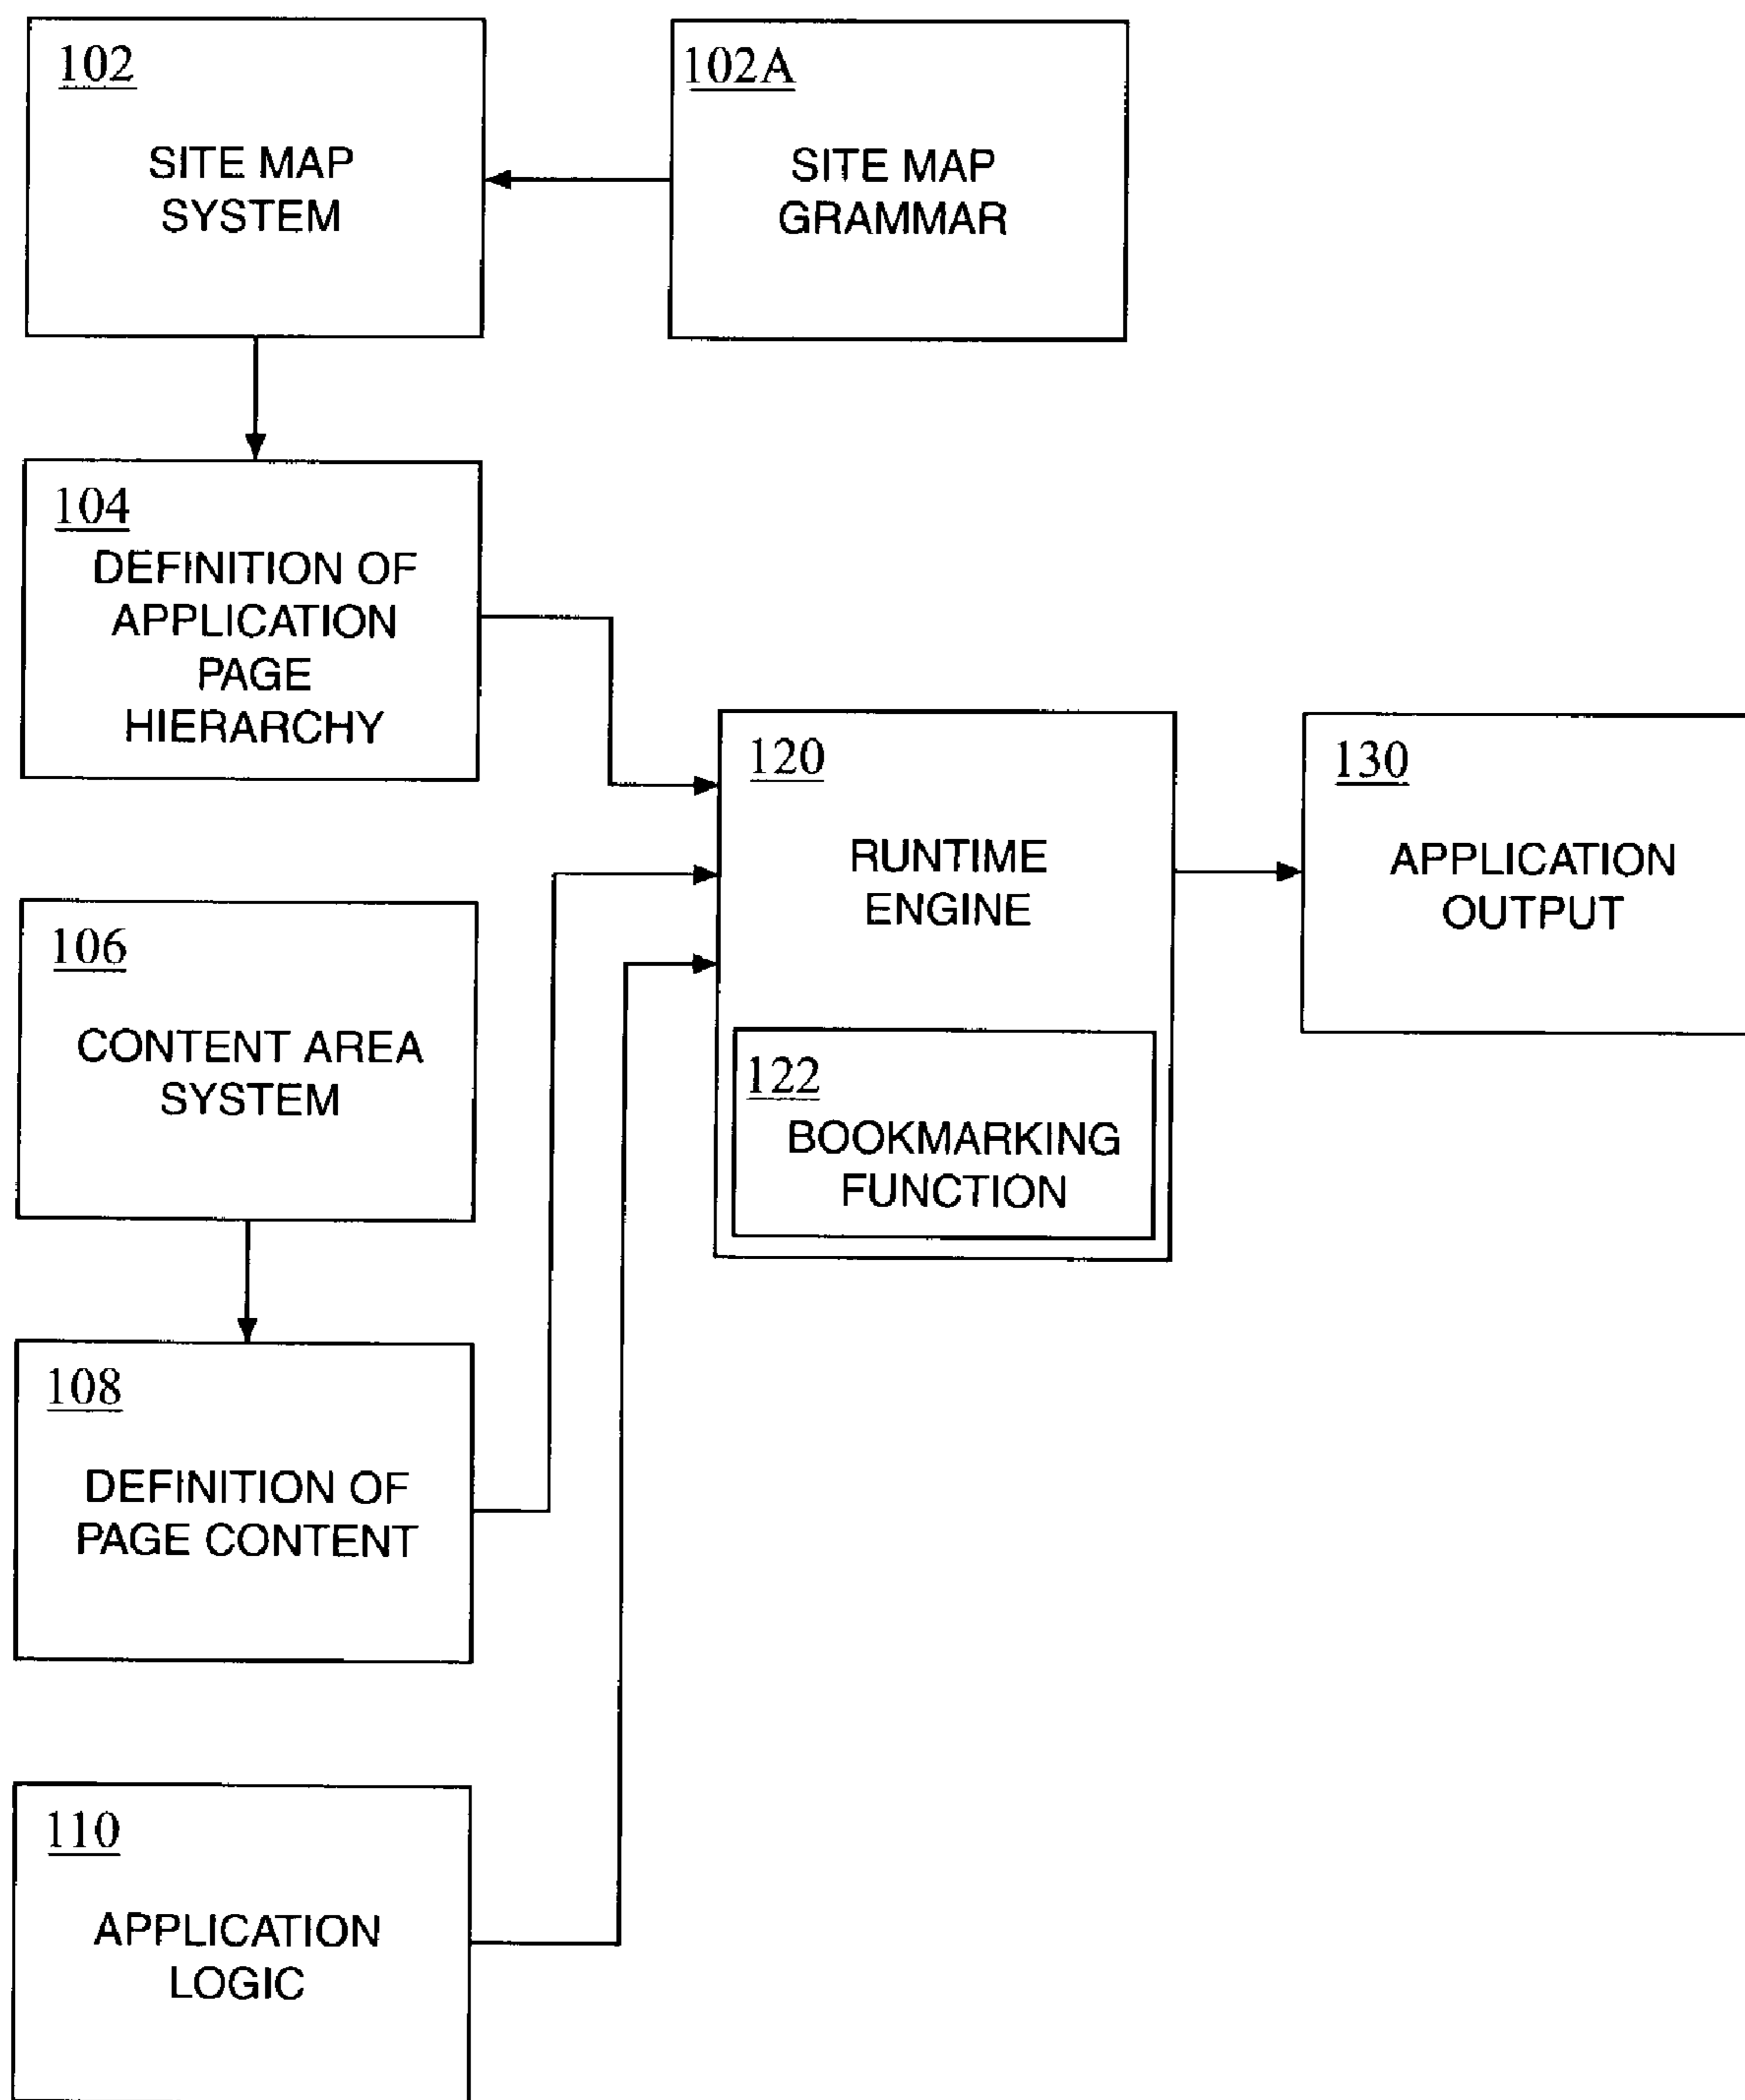 102
SITE MAP
SYSTEM
102A
SITE MAP
GRAMMAR
104
DEFINITION OF
APPLICATION
PAGE
HIERARCHY
106
CONTENT AREA
SYSTEM
108
DEFINITION OF
PAGE CONTENT
110
APPLICATION
LOGIC
120
RUNTIME
ENGINE
122
BOOKMARKING
FUNCTION
130
APPLICATION
OUTPUT